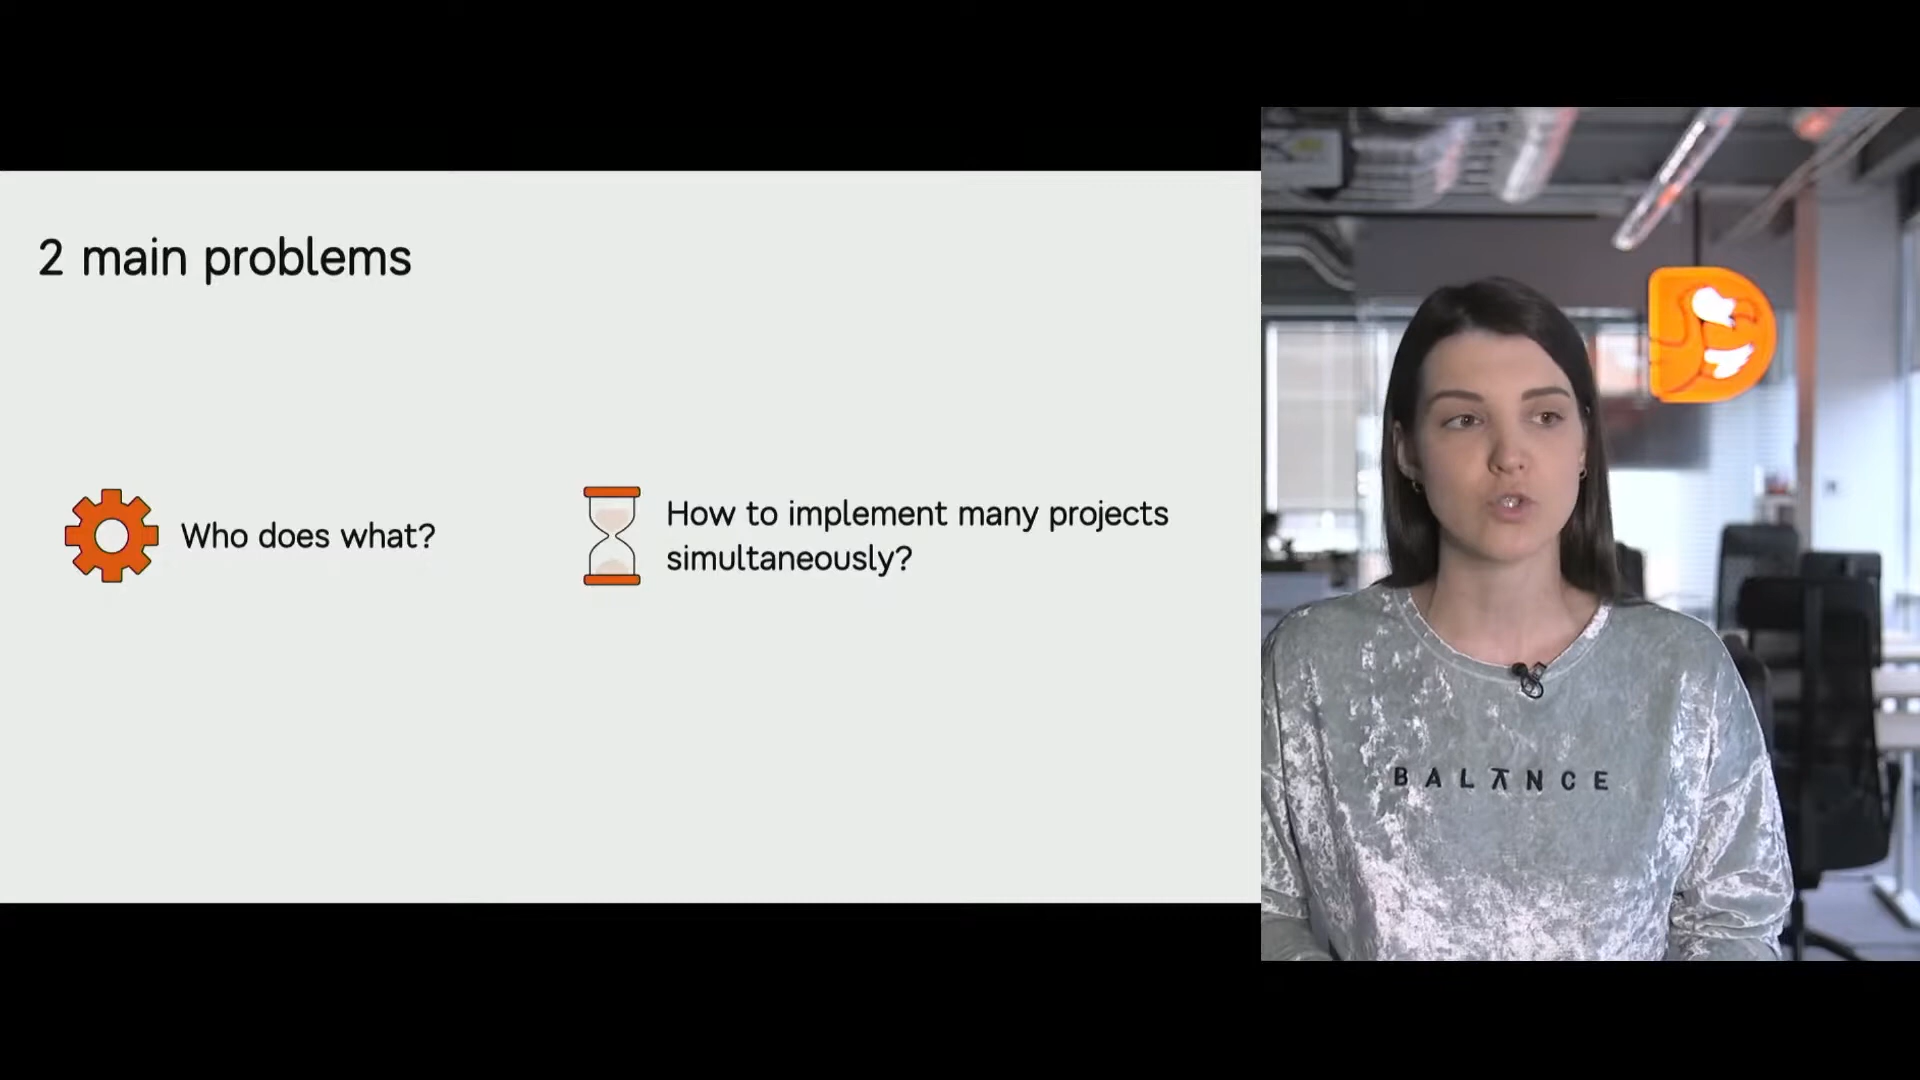 2 main problems
Who does what?
How to implement many projects
simultaneously?
BALANCE